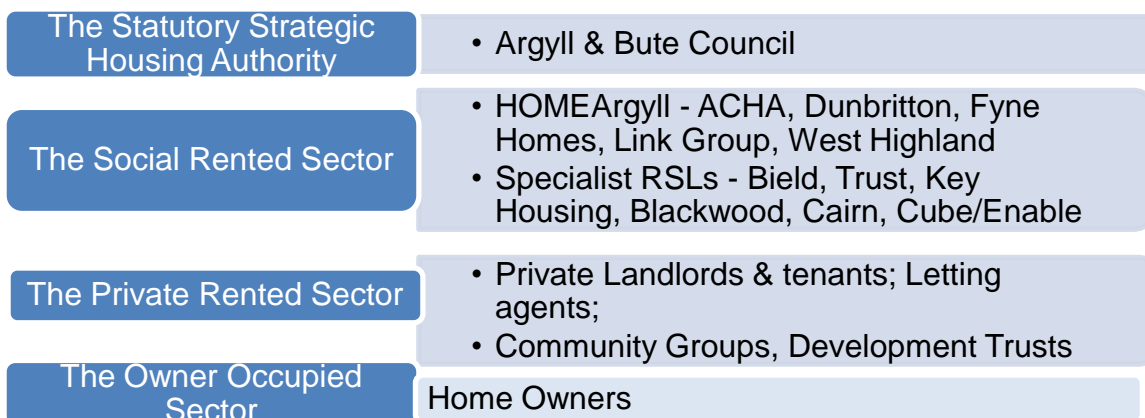 The Statutory Strategic
Housing Authority
• Argyll & Bute Council
The Social Rented Sector
• HOMEArgyll - ACHA, Dunbritton, Fyne
Homes, Link Group, West Highland
• Specialist RSLs - Bield, Trust, Key
Housing, Blackwood, Cairn, Cube/Enable
The Private Rented Sector
• Private Landlords & tenants; Letting
agents;
• Community Groups, Development Trusts
The Owner Occupied
Sector
Home Owners